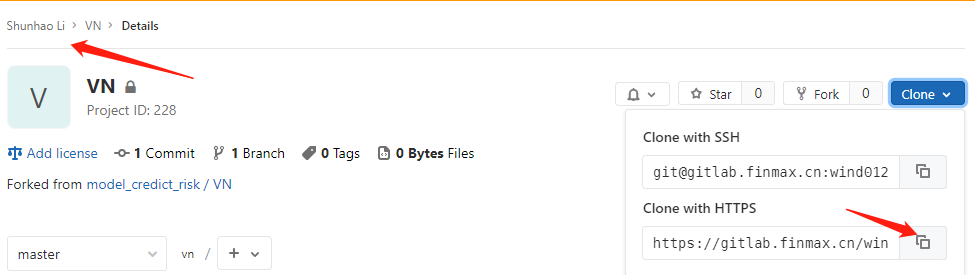 Shunhao Li > VN > Details
V
VN
Project ID: 228
Star 0
Fork 0
Clone
Add license
1 Commit
1 Branch
0 Tags
0 Bytes Files
Forked from model_credict_risk / VN
Clone with SSH
git@gitlab.finmax.cn:wind012
Clone with HTTPS
https://gitlab.finmax.cn/win
master
vn / +